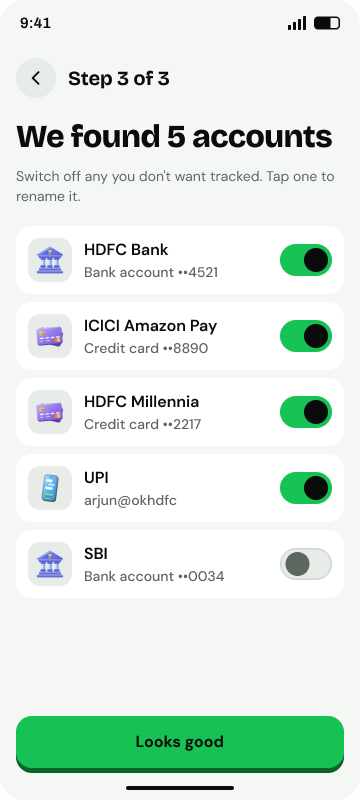 9:41
Step 3 of 3
We found 5 accounts
Switch off any you don't want tracked. Tap one to
rename it.
HDFC Bank
Bank account ••4521
ICICI Amazon Pay
Credit card ••8890
HDFC Millennia
Credit card ••2217
UPI
arjun@okhdfc
SBI
Bank account ••0034
Looks good